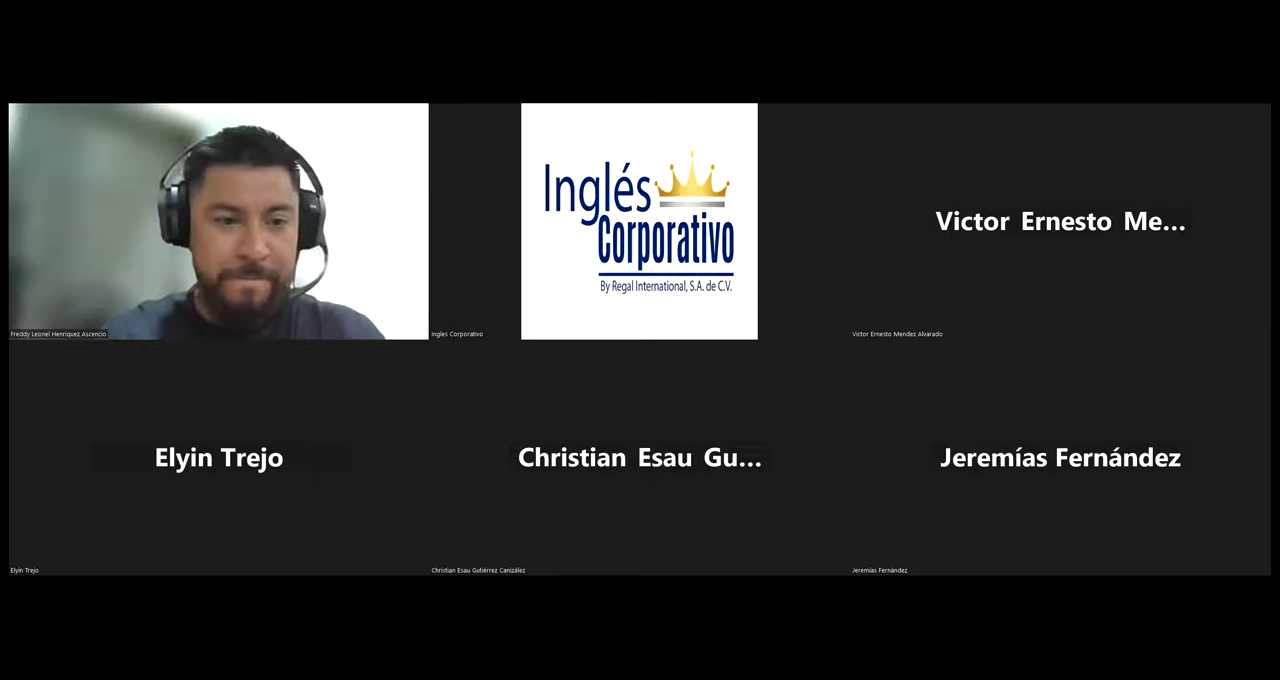 Inglés
Corporativo
By Regal International, S.A. de C.V.
Victor Ernesto Me...
Freddy Leonel Henriquez Ascencio
Ingles Corporativo
Victor Ernesto Mendez Alvarado
Elyin Trejo
Christian Esau Gu...
Jeremías Fernández
Elyin Trejo
Christian Esau Gutiérrez Canizález
Jeremías Fernández